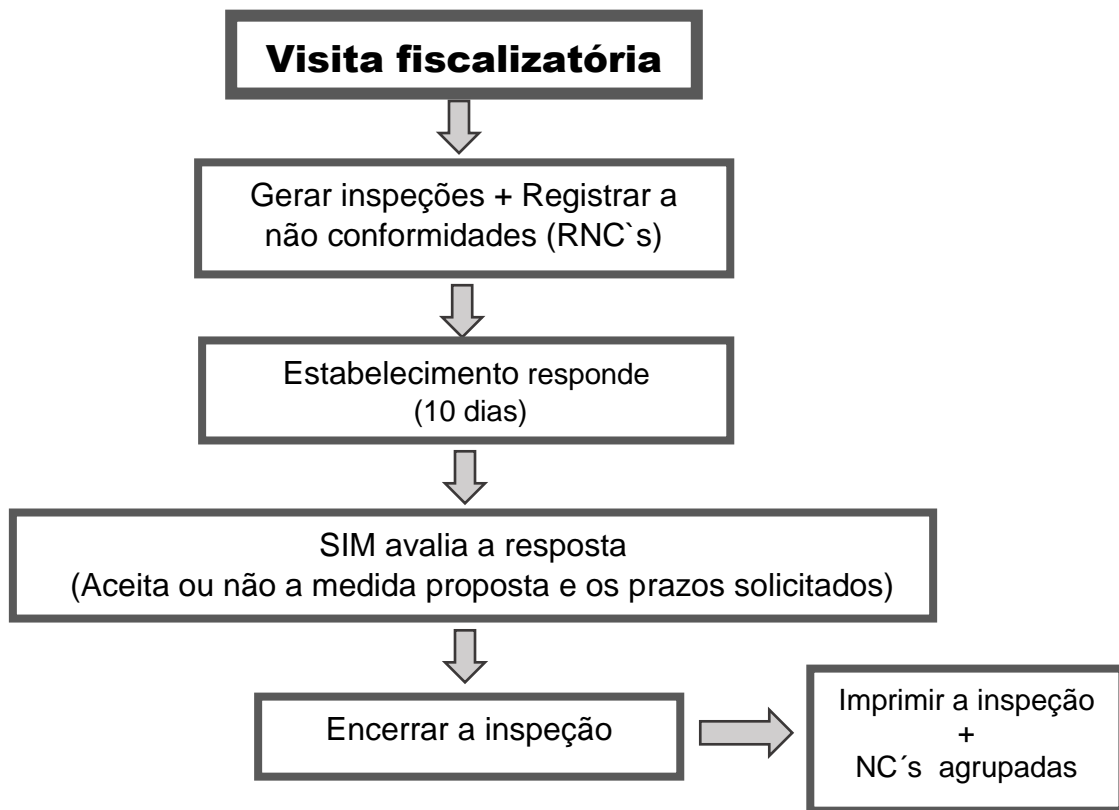 Visita fiscalizatória
Gerar inspeções + Registrar a
não conformidades (RNC`s)
Estabelecimento responde
(10 dias)
SIM avalia a resposta
(Aceita ou não a medida proposta e os prazos solicitados)
Encerrar a inspeção
Imprimir a inspeção
+
NC´s agrupadas